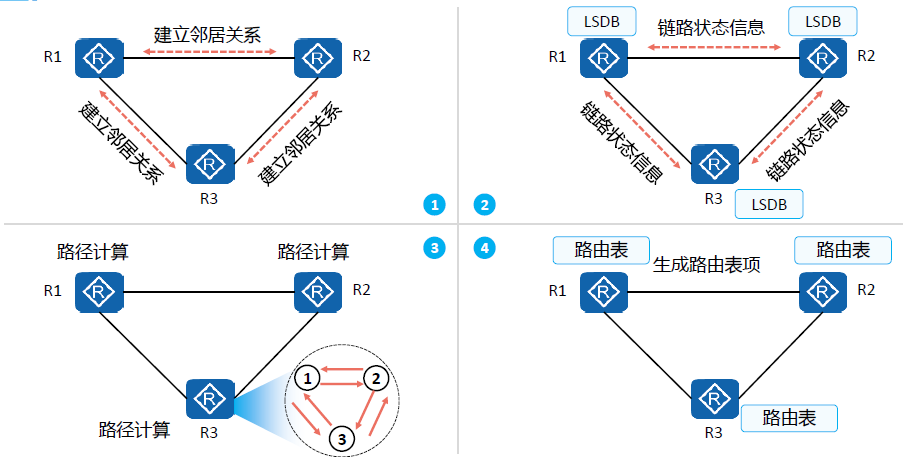 建立邻居关系
R1
R
R
R2
建立邻居关系
建立邻居关系
R
R3
1
LSDB
链路状态信息
LSDB
R1
R
R
R2
链路状态信息
链路状态信息
R
R3
LSDB
2
路径计算
路径计算
3
R1
R
R
R2
R
路径计算
R3
1
2
3
4
路由表
生成路由表项
路由表
R1
R
R
R2
R
R3
路由表